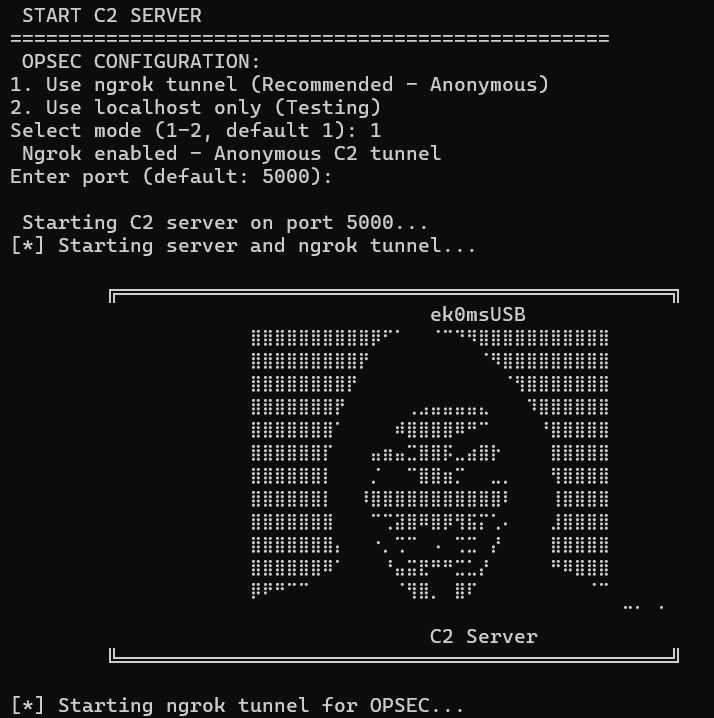 START C2 SERVER
==================================================
OPSEC CONFIGURATION:
1. Use ngrok tunnel (Recommended - Anonymous)
2. Use localhost only (Testing)
Select mode (1-2, default 1): 1
Ngrok enabled - Anonymous C2 tunnel
Enter port (default: 5000):
Starting C2 server on port 5000...
[*] Starting server and ngrok tunnel...
ek0msUSB
C2 Server
[*] Starting ngrok tunnel for OPSEC...